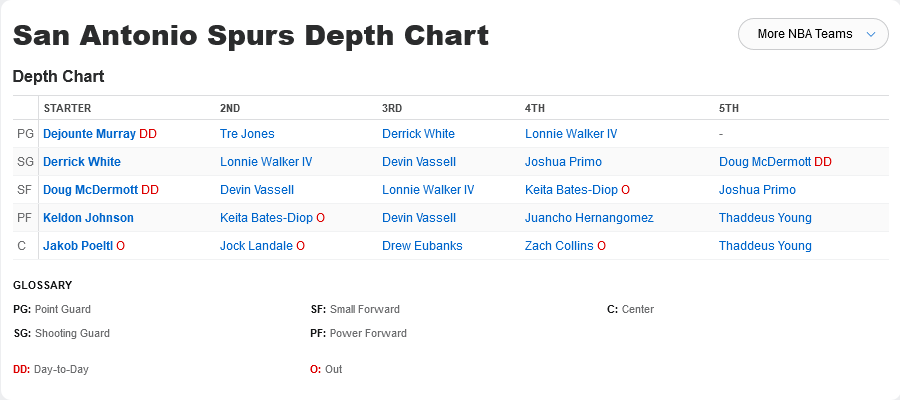 San Antonio Spurs Depth Chart
More NBA Teams
Depth Chart
STARTER 2ND 3RD 4TH 5TH
PG Dejounte Murray DD Tre Jones Derrick White Lonnie Walker IV -
SG Derrick White Lonnie Walker IV Devin Vassell Joshua Primo Doug McDermott DD
SF Doug McDermott DD Devin Vassell Lonnie Walker IV Keita Bates-Diop O Joshua Primo
PF Keldon Johnson Keita Bates-Diop O Devin Vassell Juancho Hernangomez Thaddeus Young
C Jakob Poeltl O Jock Landale O Drew Eubanks Zach Collins O Thaddeus Young
GLOSSARY
PG: Point Guard SF: Small Forward C: Center
SG: Shooting Guard PF: Power Forward
DD: Day-to-Day O: Out